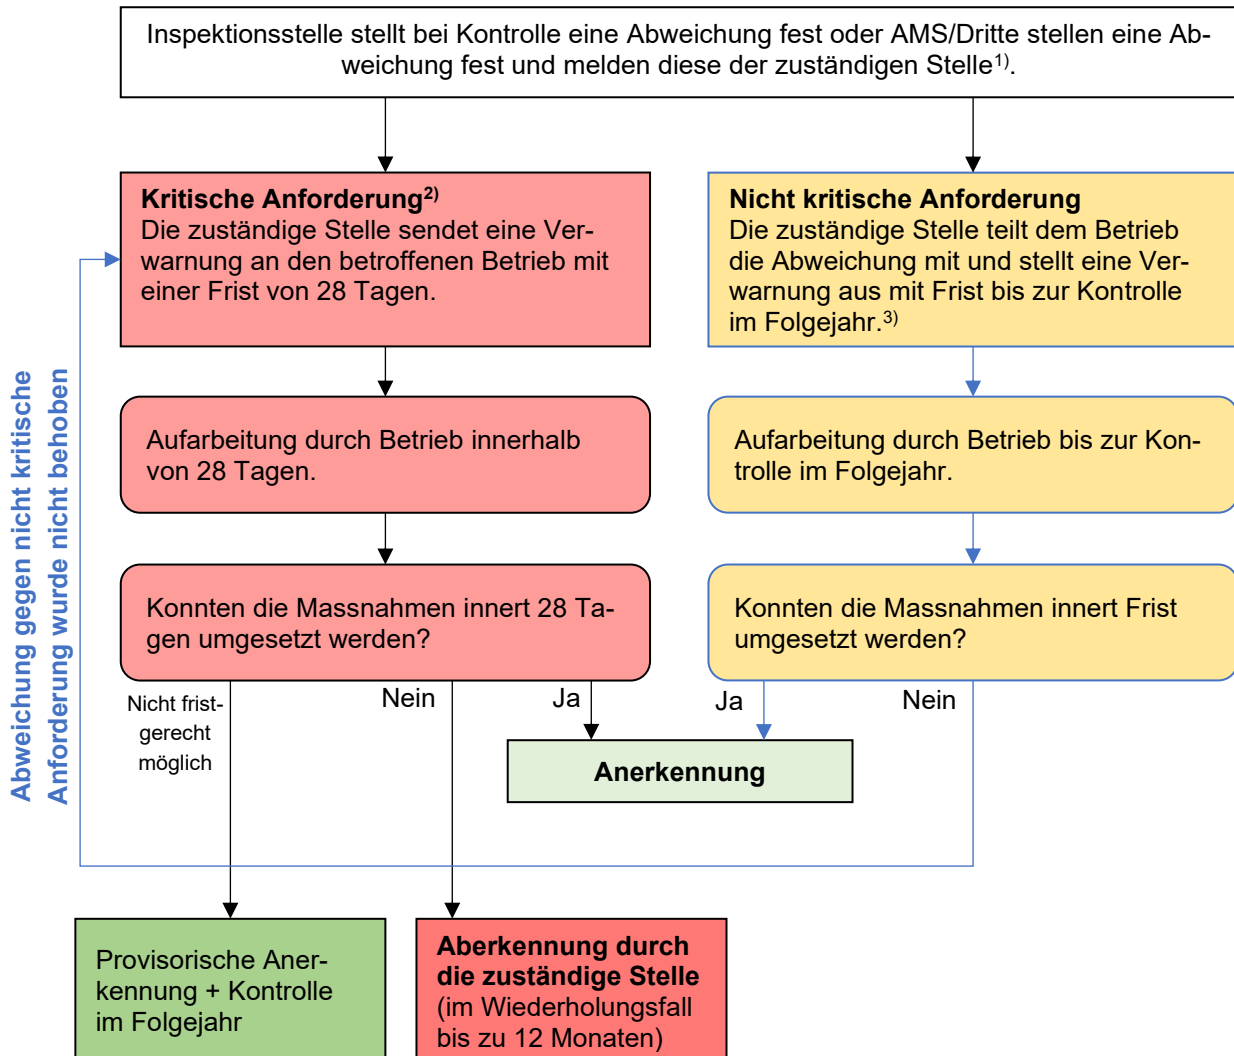 Inspektionsstelle stellt bei Kontrolle eine Abweichung fest oder AMS/Dritte stellen eine Ab-
weichung fest und melden diese der zuständigen Stelle1).
Kritische Anforderung2)
Die zuständige Stelle sendet eine Ver-
warnung an den betroffenen Betrieb mit
einer Frist von 28 Tagen.
Nicht kritische Anforderung
Die zuständige Stelle teilt dem Betrieb
die Abweichung mit und stellt eine Ver-
warnung aus mit Frist bis zur Kontrolle
im Folgejahr.3)
Abweichung gegen nicht kritische
Anforderung wurde nicht behoben
Aufarbeitung durch Betrieb innerhalb
von 28 Tagen.
Aufarbeitung durch Betrieb bis zur Kon-
trolle im Folgejahr.
Konnten die Massnahmen innert 28 Ta-
gen umgesetzt werden?
Konnten die Massnahmen innert Frist
umgesetzt werden?
Nicht frist-
gerecht
möglich
Nein
Ja
Ja
Nein
Anerkennung
Provisorische Aner-
kennung + Kontrolle
im Folgejahr
Aberkennung durch
die zuständige Stelle
(im Wiederholungsfall
bis zu 12 Monaten)